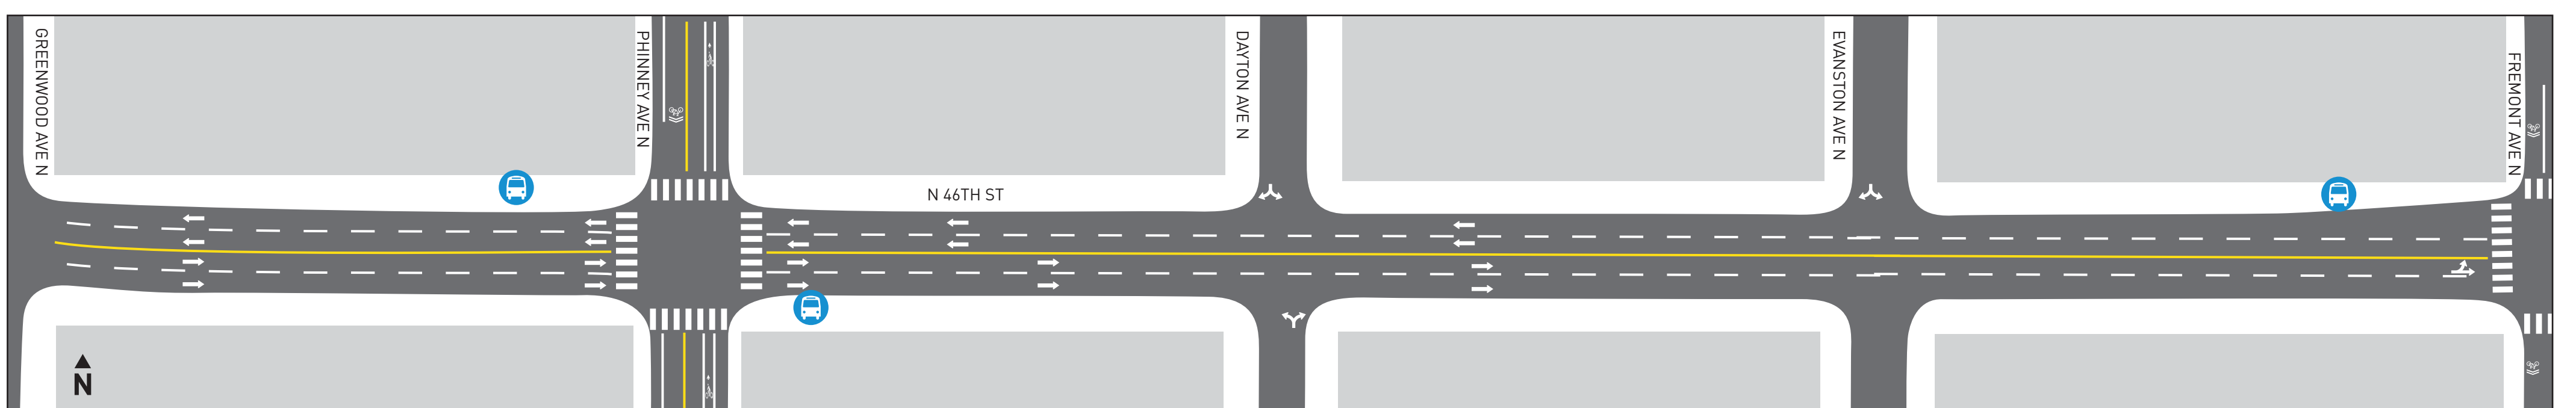 GREENWOOD AVE N
PHINNEY AVE N
DAYTON AVE N
EVANSTON AVE N
FREMONT AVE N
N 46TH ST
N